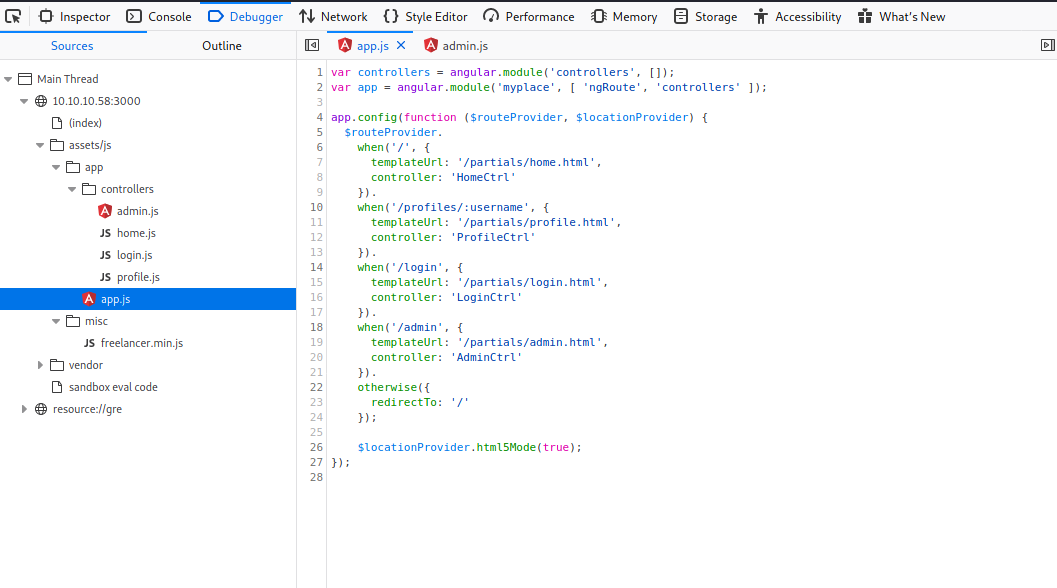 Inspector Console Debugger Network Style Editor Performance Memory Storage Accessibility What's New
Sources Outline
app.js admin.js
Main Thread
10.10.10.58:3000
(index)
assets/js
app
controllers
admin.js
JS home.js
JS login.js
JS profile.js
app.js
misc
JS freelancer.min.js
vendor
sandbox eval code
resource://gre
1 var controllers = angular.module('controllers', []);
2 var app = angular.module('myplace', [ 'ngRoute', 'controllers' ]);
3
4 app.config(function ($routeProvider, $locationProvider) {
5   $routeProvider.
6     when('/', {
7       templateUrl: '/partials/home.html',
8       controller: 'HomeCtrl'
9     }).
10     when('/profiles/:username', {
11       templateUrl: '/partials/profile.html',
12       controller: 'ProfileCtrl'
13     }).
14     when('/login', {
15       templateUrl: '/partials/login.html',
16       controller: 'LoginCtrl'
17     }).
18     when('/admin', {
19       templateUrl: '/partials/admin.html',
20       controller: 'AdminCtrl'
21     }).
22     otherwise({
23       redirectTo: '/'
24     });
25
26     $locationProvider.html5Mode(true);
27 });
28